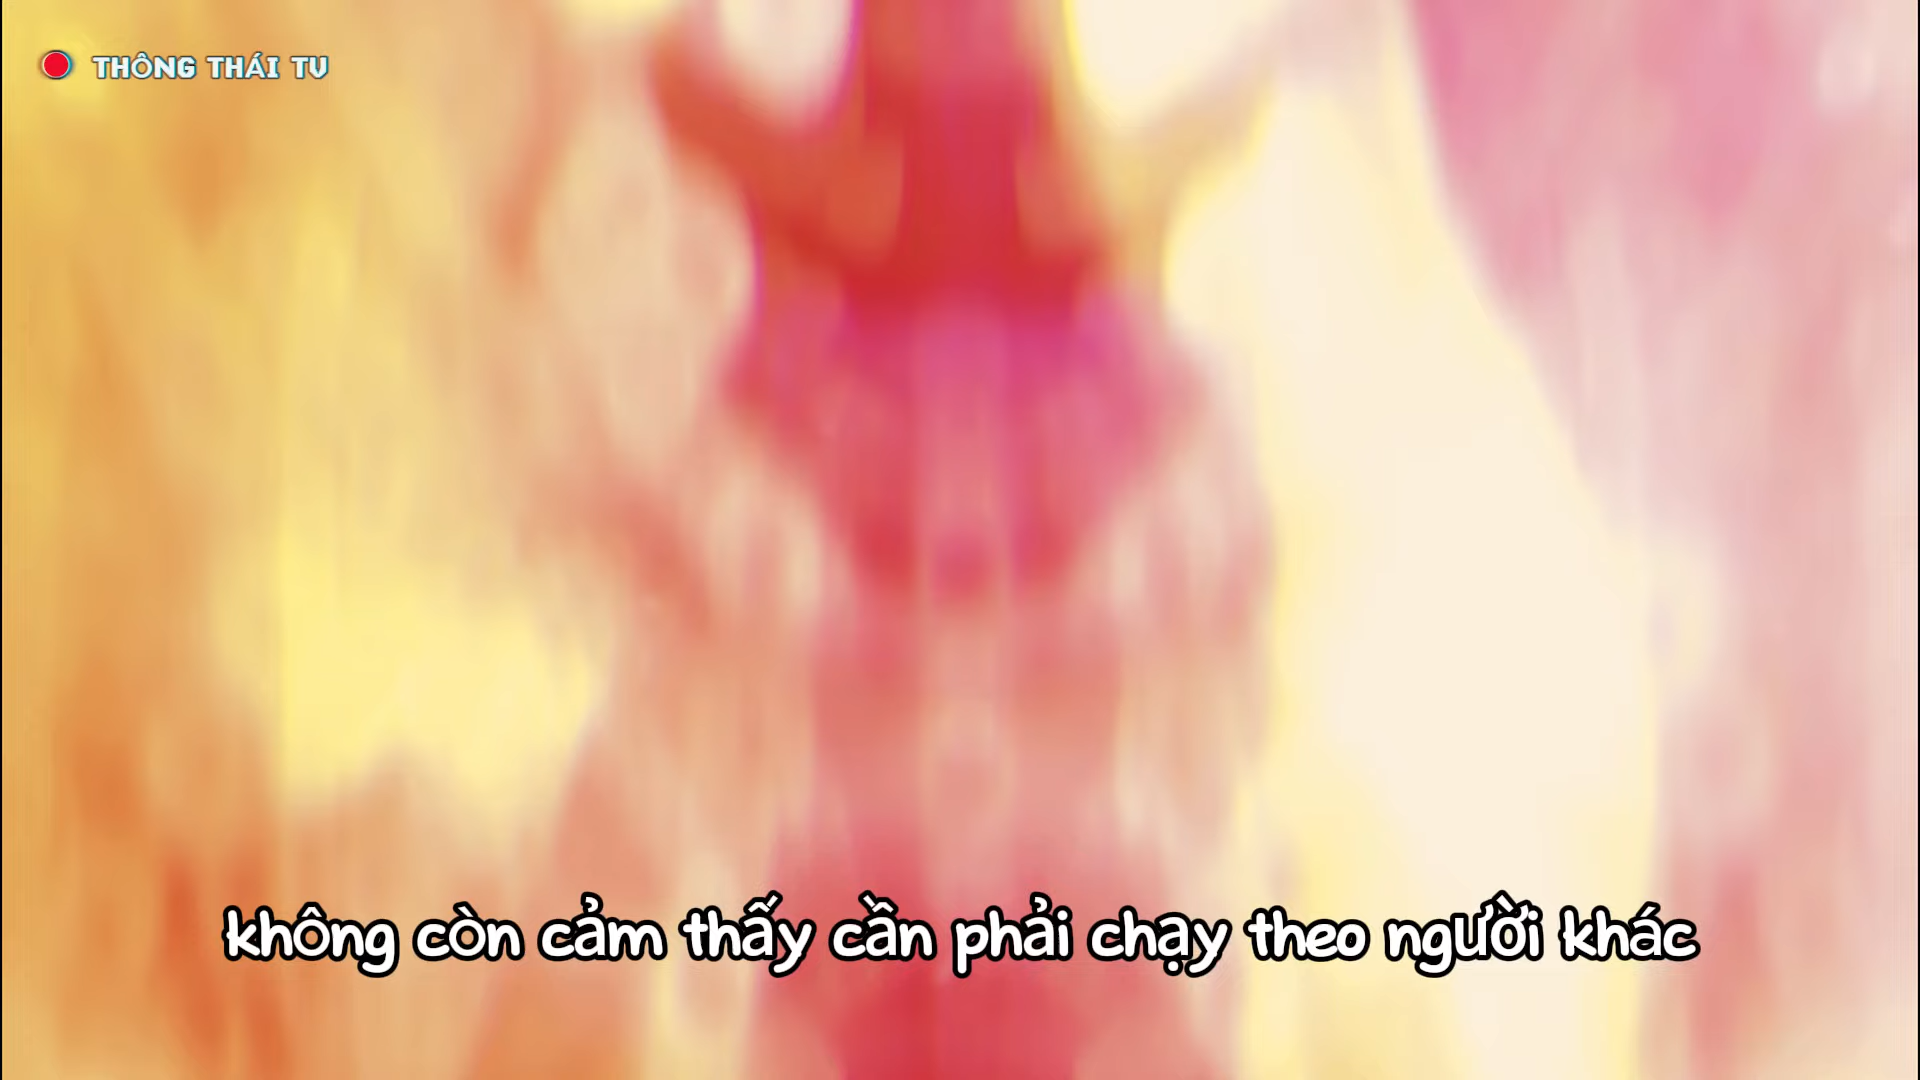 THÔNG THÁI TV
không còn cảm thấy cần phải chạy theo người khác